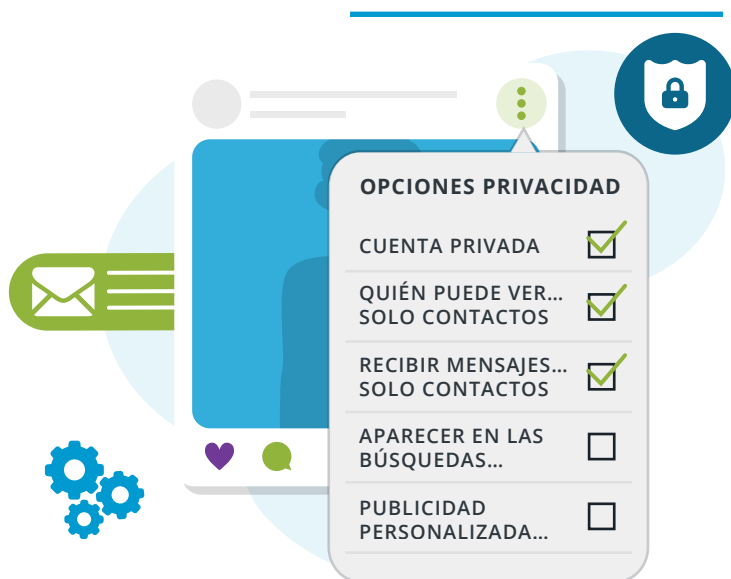 OPCIONES PRIVACIDAD
CUENTA PRIVADA
QUIÉN PUEDE VER...
SOLO CONTACTOS
RECIBIR MENSAJES...
SOLO CONTACTOS
APARECER EN LAS
BÚSQUEDAS...
PUBLICIDAD
PERSONALIZADA...